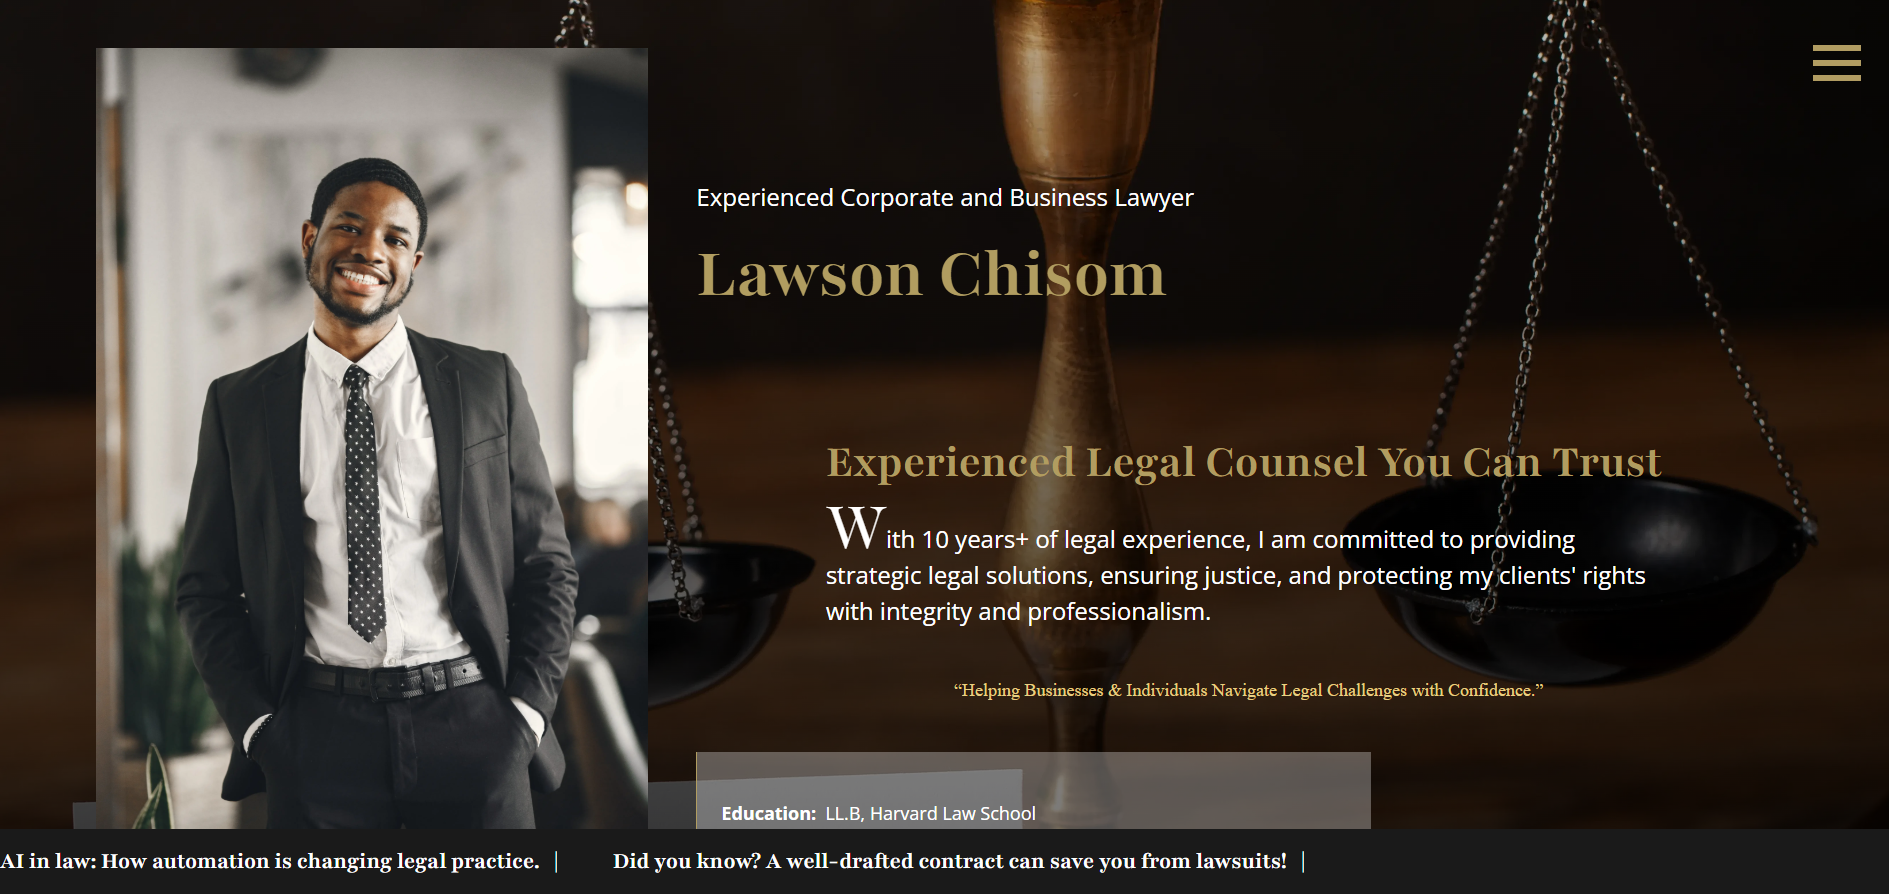 Experienced Corporate and Business Lawyer
Lawson Chisom
Experienced Legal Counsel You Can Trust
With 10 years+ of legal experience, I am committed to providing
strategic legal solutions, ensuring justice, and protecting my clients' rights
with integrity and professionalism.
“Helping Businesses & Individuals Navigate Legal Challenges with Confidence.”
Education: LL.B, Harvard Law School
AI in law: How automation is changing legal practice. | Did you know? A well-drafted contract can save you from lawsuits! |